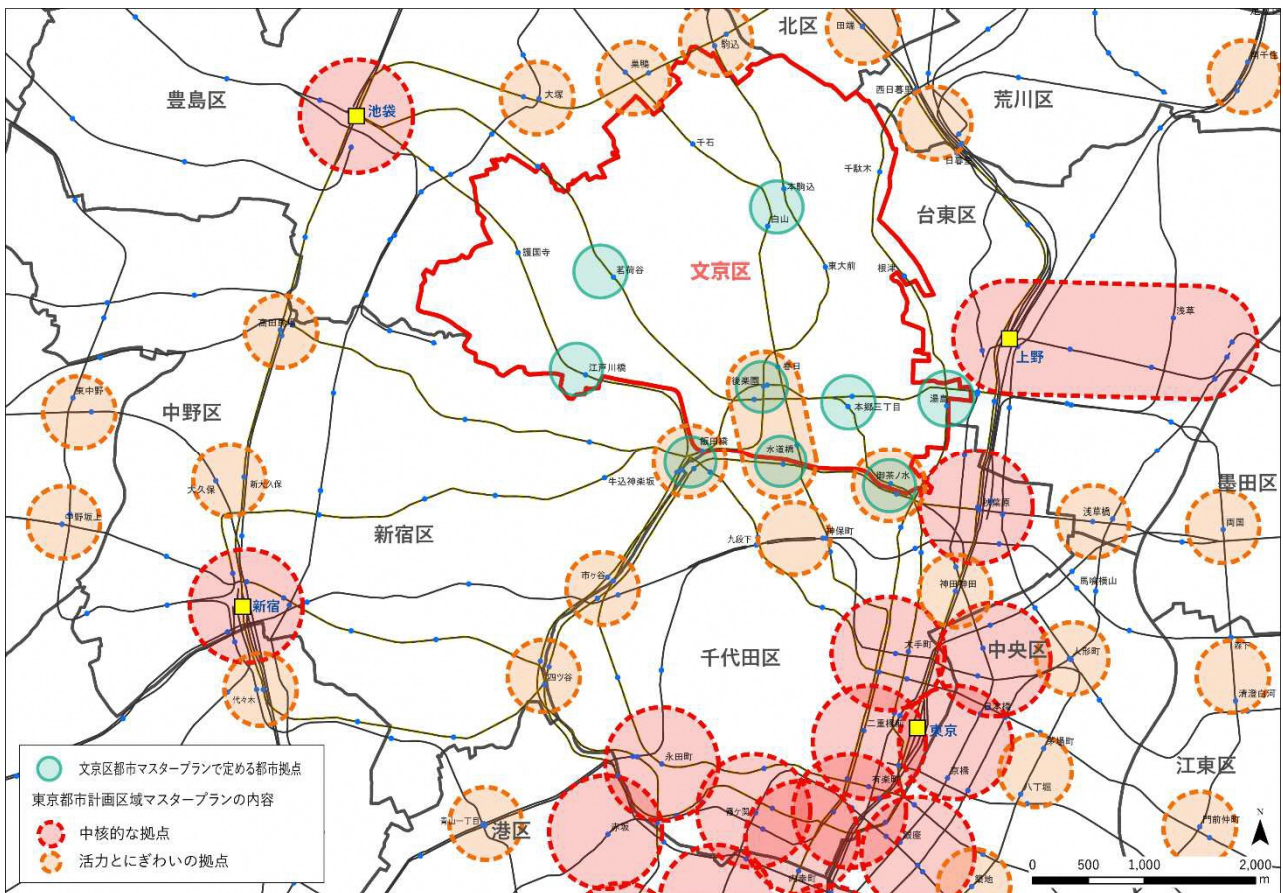 北区
田端
駒込
巣鴨
南千住
大塚
西日暮里
荒川区
豊島区
池袋
千石
日暮里
千駄木
本駒込
台東区
白山
護国寺
茗荷谷
文京区
東大前
根津
浅草
高田馬場
上野
江戸川橋
春日
後楽園
東中野
本郷三丁目
湯島
中野区
飯田橋
水道橋
大久保
新大久保
牛込神楽坂
御茶ノ水
墨田区
秋葉原
中野坂上
浅草橋
両国
新宿区
九段下
神保町
市ヶ谷
神田
馬喰横山
新宿
千代田区
大手町
中央区
人形町
森下
四ツ谷
代々木
清澄白河
日本橋
二重橋前
東京
茅場町
永田町
有楽町
京橋
江東区
八丁堀
青山一丁目
港区
赤坂
霞ケ関
銀座
門前仲町
内幸町
築地
文京区都市マスタープランで定める都市拠点
東京都市計画区域マスタープランの内容
中核的な拠点
活力とにぎわいの拠点
N
0 500 1,000 2,000
m